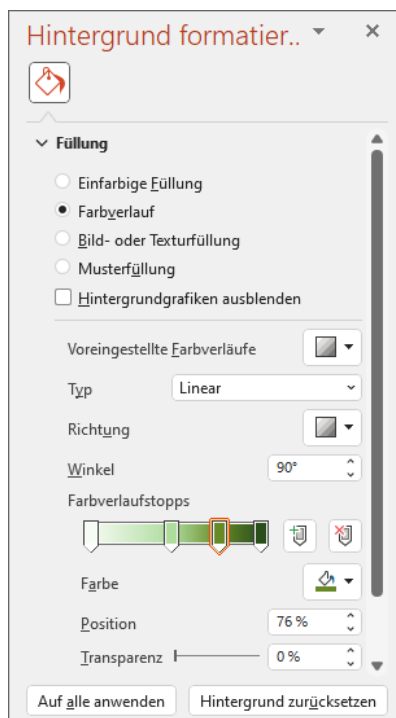 Hintergrund formatier..
Füllung
Einfarbige Füllung
Farbverlauf
Bild- oder Texturfüllung
Musterfüllung
Hintergrundgrafiken ausblenden
Voreingestellte Farbverläufe
Typ Linear
Richtung
Winkel 90°
Farbverlaufstopps
Farbe
Position 76 %
Transparenz 0 %
Auf alle anwenden Hintergrund zurücksetzen